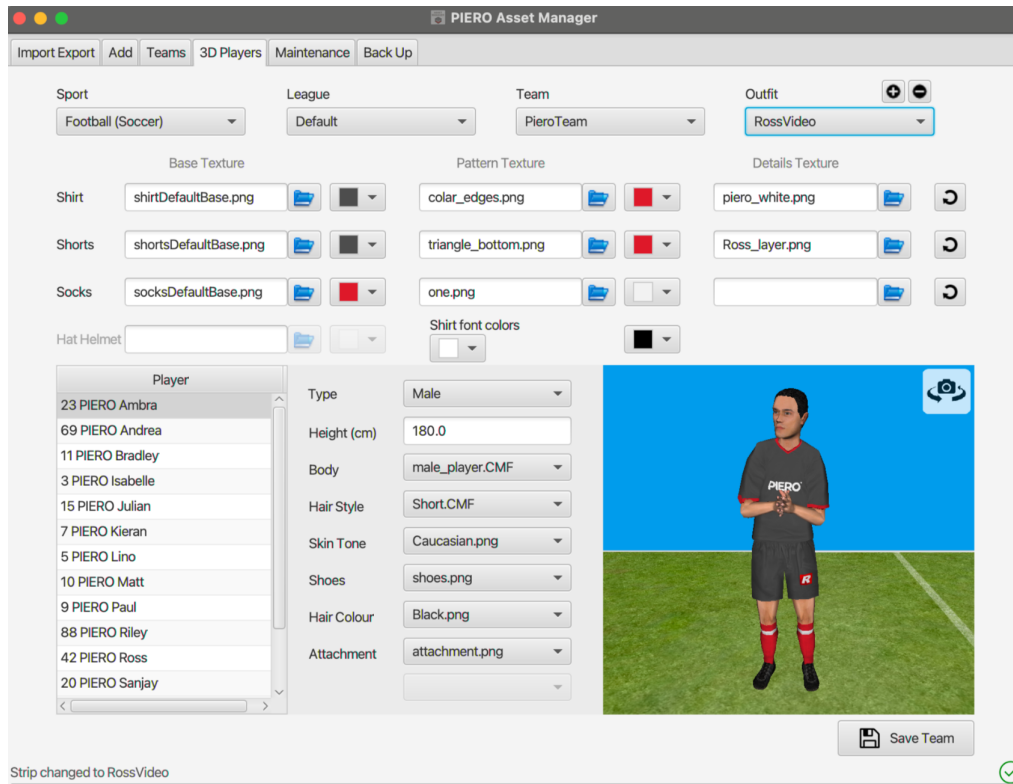 PIERO Asset Manager
Import Export Add Teams 3D Players Maintenance Back Up
Sport League Team Outfit
Football (Soccer) Default PieroTeam RossVideo
Base Texture Pattern Texture Details Texture
Shirt shirtDefaultBase.png colar_edges.png piero_white.png
Shorts shortsDefaultBase.png triangle_bottom.png Ross_layer.png
Socks socksDefaultBase.png one.png
Hat Helmet Shirt font colors
Player
23 PIERO Ambra
69 PIERO Andrea
11 PIERO Bradley
3 PIERO Isabelle
15 PIERO Julian
7 PIERO Kieran
5 PIERO Lino
10 PIERO Matt
9 PIERO Paul
88 PIERO Riley
42 PIERO Ross
20 PIERO Sanjay
Type Male
Height (cm) 180.0
Body male_player.CMF
Hair Style Short.CMF
Skin Tone Caucasian.png
Shoes shoes.png
Hair Colour Black.png
Attachment attachment.png
PIERO
R
Save Team
Strip changed to RossVideo